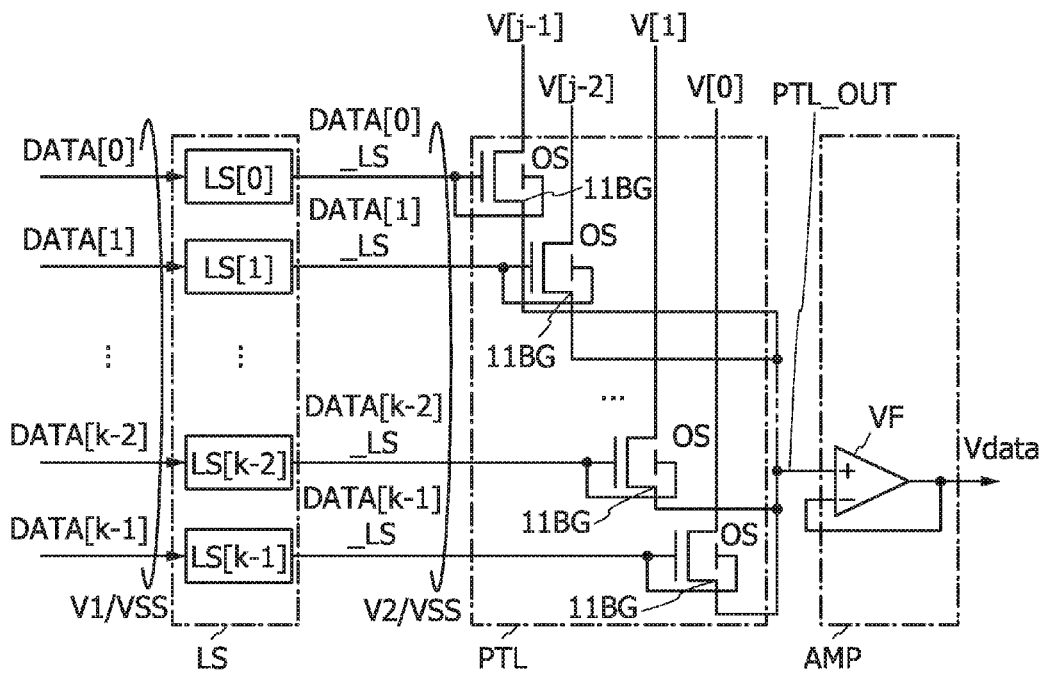 V[j-1]
V[1]
V[j-2]
V[0]
PTL_OUT
DATA[0]
LS[0]
DATA[0]
_LS
OS
11BG
DATA[1]
LS[1]
DATA[1]
_LS
OS
11BG
...
...
...
DATA[k-2]
LS[k-2]
DATA[k-2]
_LS
OS
11BG
VF
Vdata
+
−
DATA[k-1]
LS[k-1]
DATA[k-1]
_LS
OS
11BG
V1/VSS
V2/VSS
LS
PTL
AMP